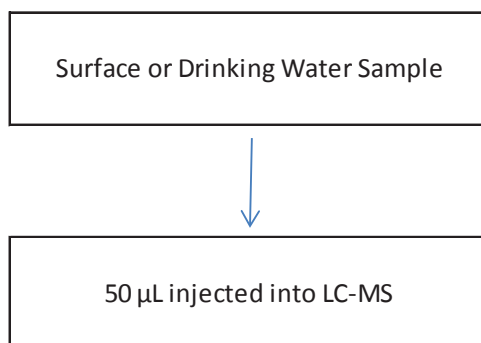 Surface or Drinking Water Sample
50 µL injected into LC-MS